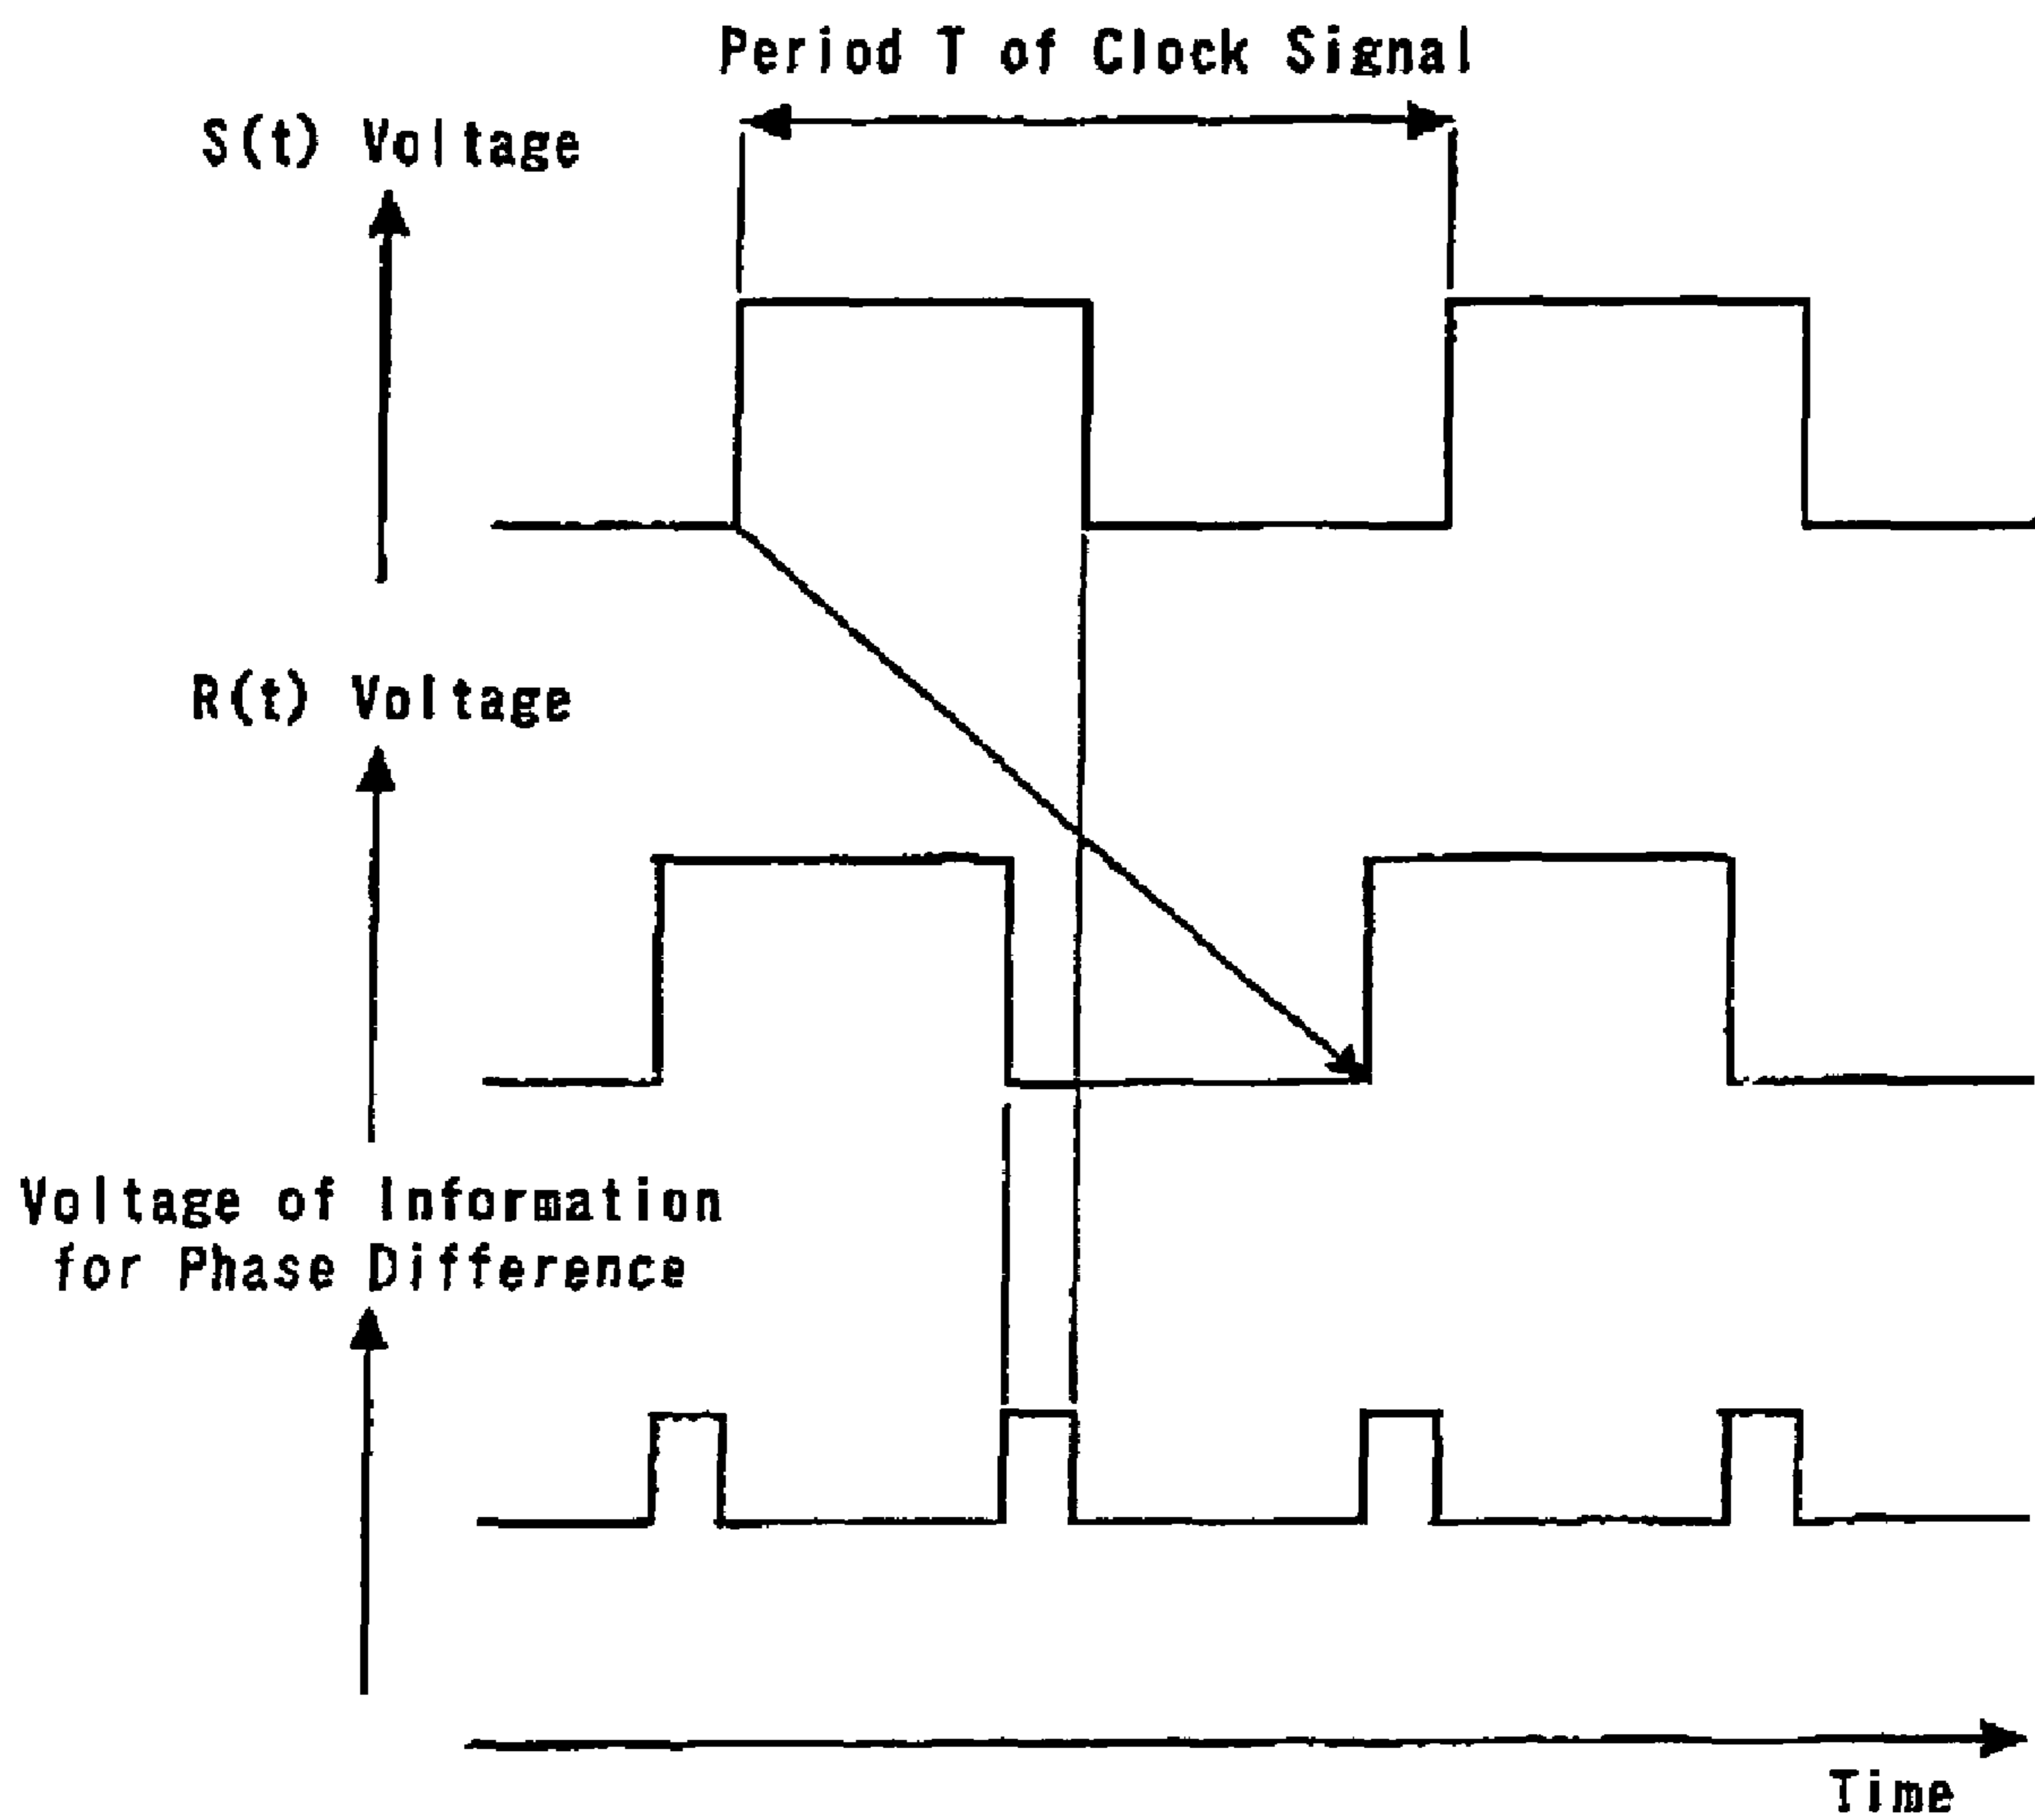 Period T of Clock Signal
S(t) Voltage
R(t) Voltage
Voltage of Information
for Phase Difference
Time